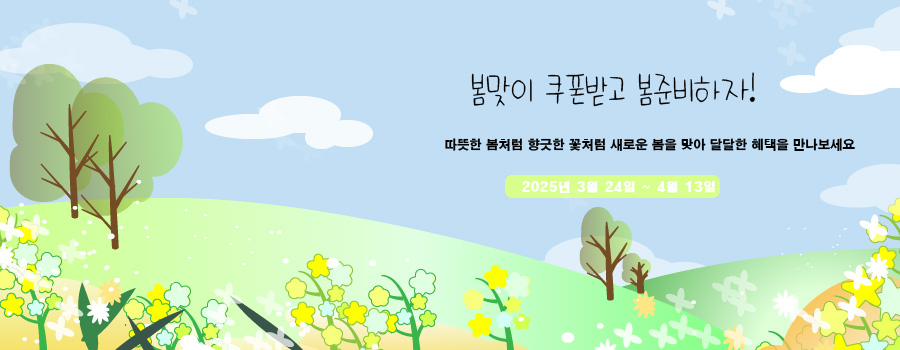 봄맞이 쿠폰받고 봄준비하자!
따뜻한 봄처럼 향긋한 꽃처럼 새로운 봄을 맞아 달달한 혜택을 만나보세요
2025년 3월 24일 ~ 4월 13일